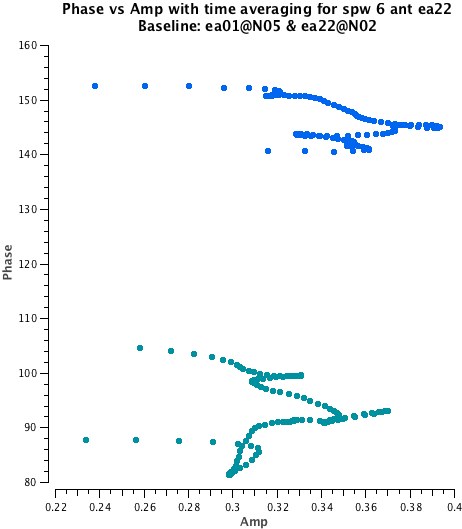 Phase vs Amp with time averaging for spw 6 ant ea22
Baseline: ea01@N05 & ea22@N02
160
150
140
130
120
110
100
90
80
Phase
0.22 0.24 0.26 0.28 0.3 0.32 0.34 0.36 0.38 0.4
Amp